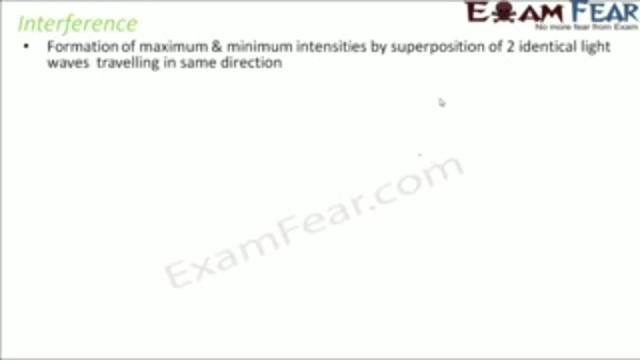 Interference
EXAM FEAR
No more fear from Exam
• Formation of maximum & minimum intensities by superposition of 2 identical light
waves travelling in same direction
ExamFear.com